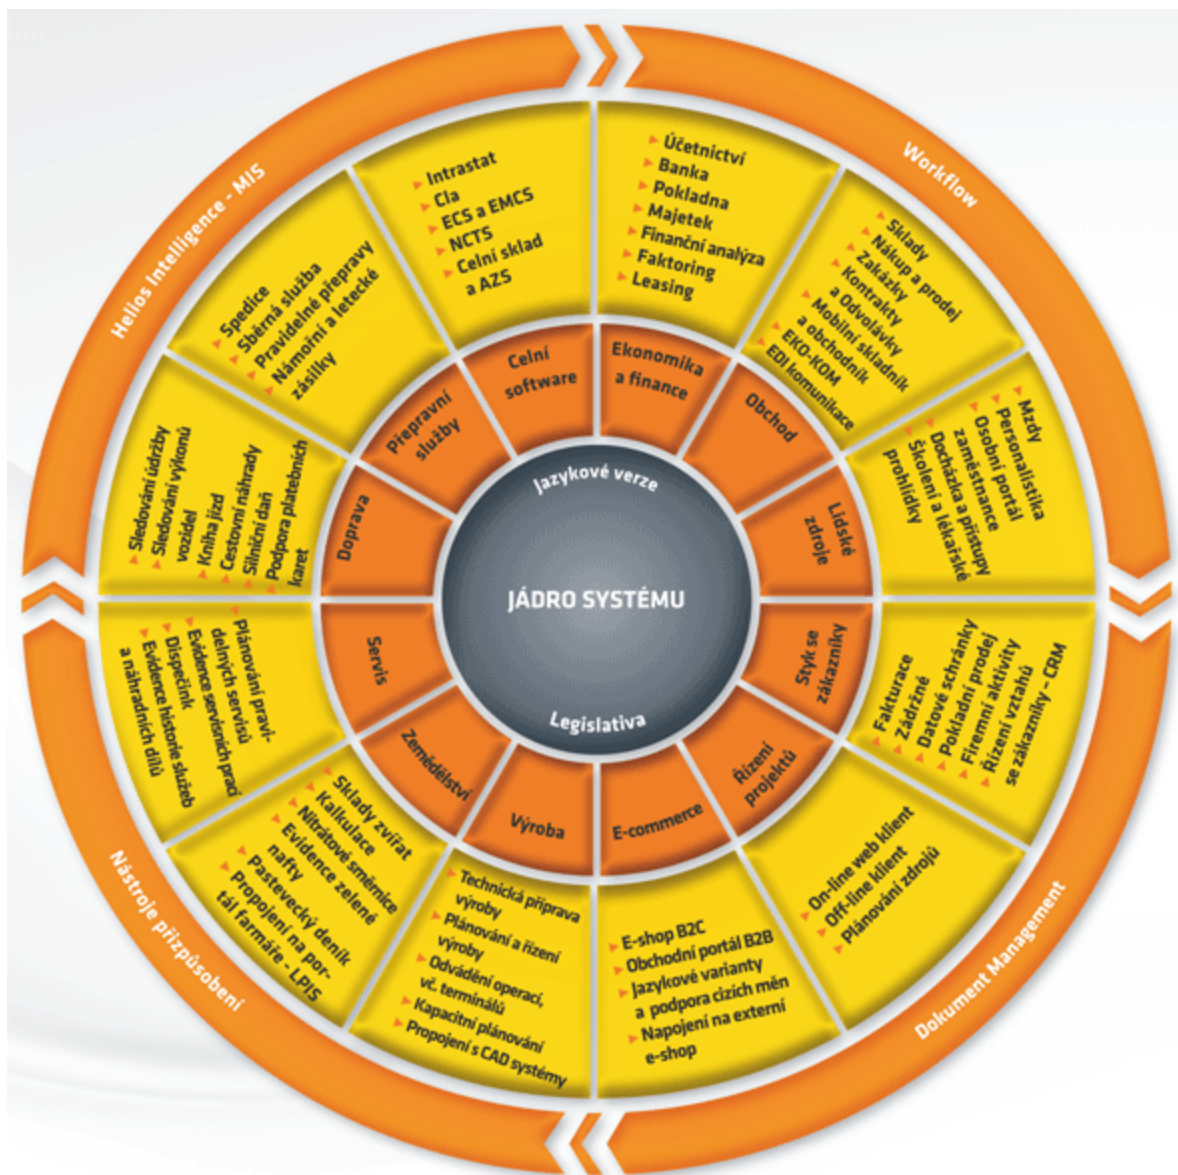 Workflow
Dokument Management
Nástroje přizpůsobení
Helios Intelligence - MIS
Jazykové verze
JÁDRO SYSTÉMU
Legislativa
Ekonomika
a finance
Účetnictví
Banka
Pokladna
Majetek
Finanční analýza
Faktoring
Leasing
Obchod
Sklady
Nákup a prodej
Zakázky
Kontrakty
a Odvolávky
Mobilní skladník
a obchodník
EKO-KOM
EDI komunikace
Lidské
zdroje
Mzdy
Personalistika
Osobní portál
zaměstnance
Docházka a přístupy
Školení a lékařské
prohlídky
Styk se
zákazníky
Fakturace
Zádržné
Datové schránky
Pokladní prodej
Firemní aktivity
Řízení vztahů
se zákazníky - CRM
Řízení
projektů
On-line web klient
Off-line klient
Plánování zdrojů
E-commerce
E-shop B2C
Obchodní portál B2B
Jazykové varianty
a podpora cizích měn
Napojení na externí
e-shop
Výroba
Technická příprava
výroby
Plánování a řízení
výroby
Odvádění operací,
vč. terminálů
Kapacitní plánování
Propojení s CAD systémy
Zemědělství
Sklady zvířat
Kalkulace
Nitrátové směrnice
Evidence zelené
nafty
Pastevecký deník
Propojení na por-
tál farmáře - LPIS
Servis
Plánování pravi-
delných servisů
Evidence servisních prací
Dispečink
Evidence historie služeb
a náhradních dílů
Doprava
Sledování údržby
Sledování výkonů
vozidel
Kniha jízd
Cestovní náhrady
Silniční daň
Podpora platebních
karet
Přepravní
služby
Spedice
Sběrná služba
Pravidelné přepravy
Námořní a letecké
zásilky
Celní
software
Intrastat
Cla
ECS a EMCS
NCTS
Celní sklad
a AZS